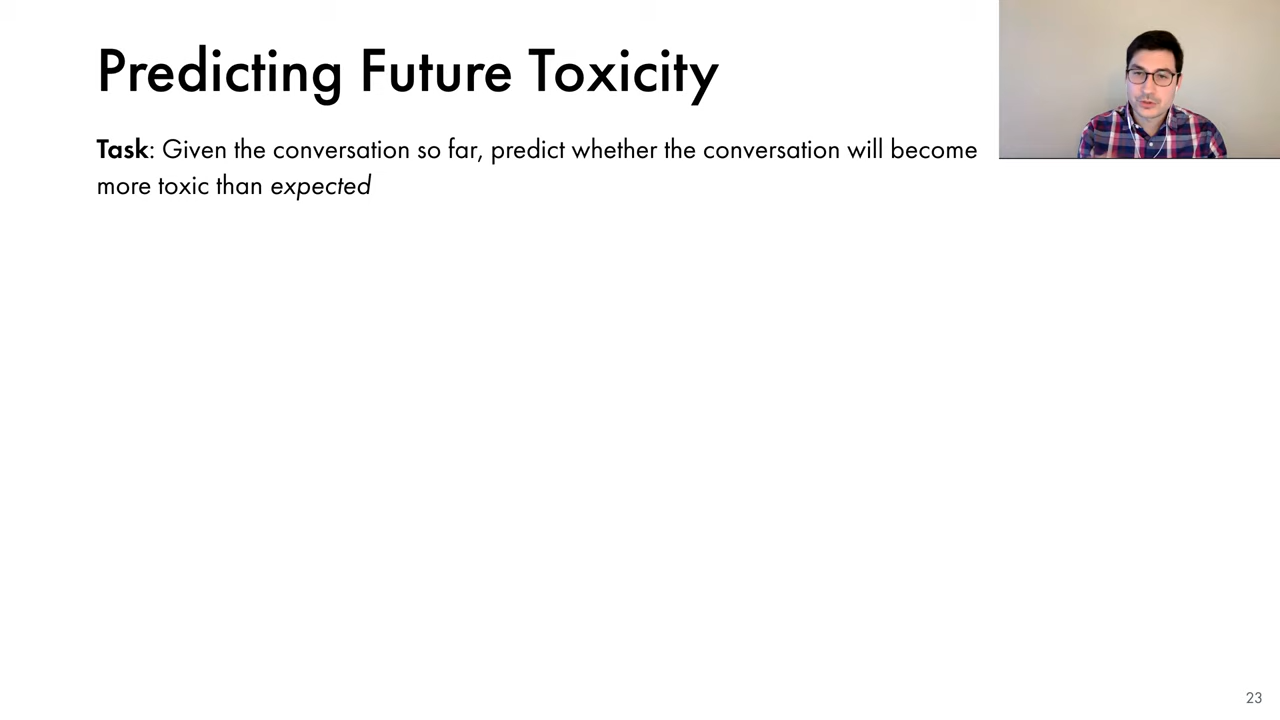 Predicting Future Toxicity
Task: Given the conversation so far, predict whether the conversation will become
more toxic than expected
23